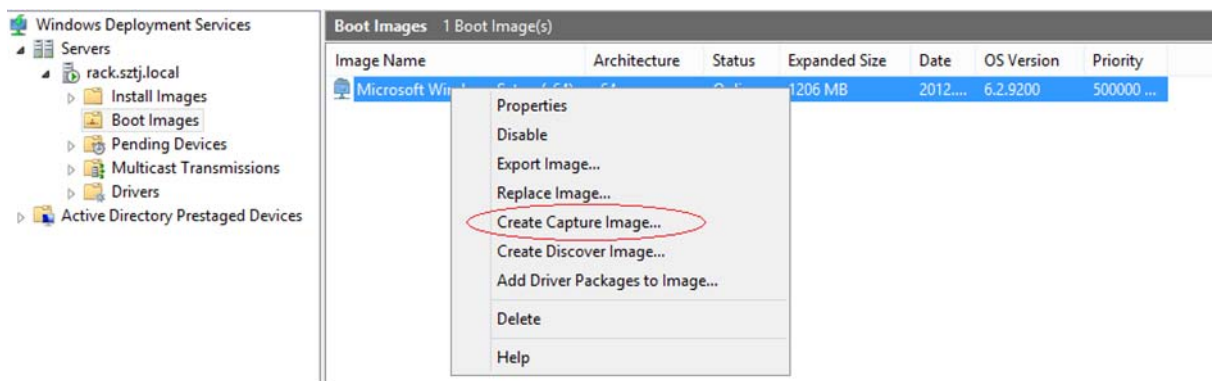 Windows Deployment Services
Servers
rack.sztj.local
Install Images
Boot Images
Pending Devices
Multicast Transmissions
Drivers
Active Directory Prestaged Devices
Boot Images 1 Boot Image(s)
Image Name Architecture Status Expanded Size Date OS Version Priority
Microsoft 1206 MB 2012.... 6.2.9200 500000 ...
Properties
Disable
Export Image...
Replace Image...
Create Capture Image...
Create Discover Image...
Add Driver Packages to Image...
Delete
Help